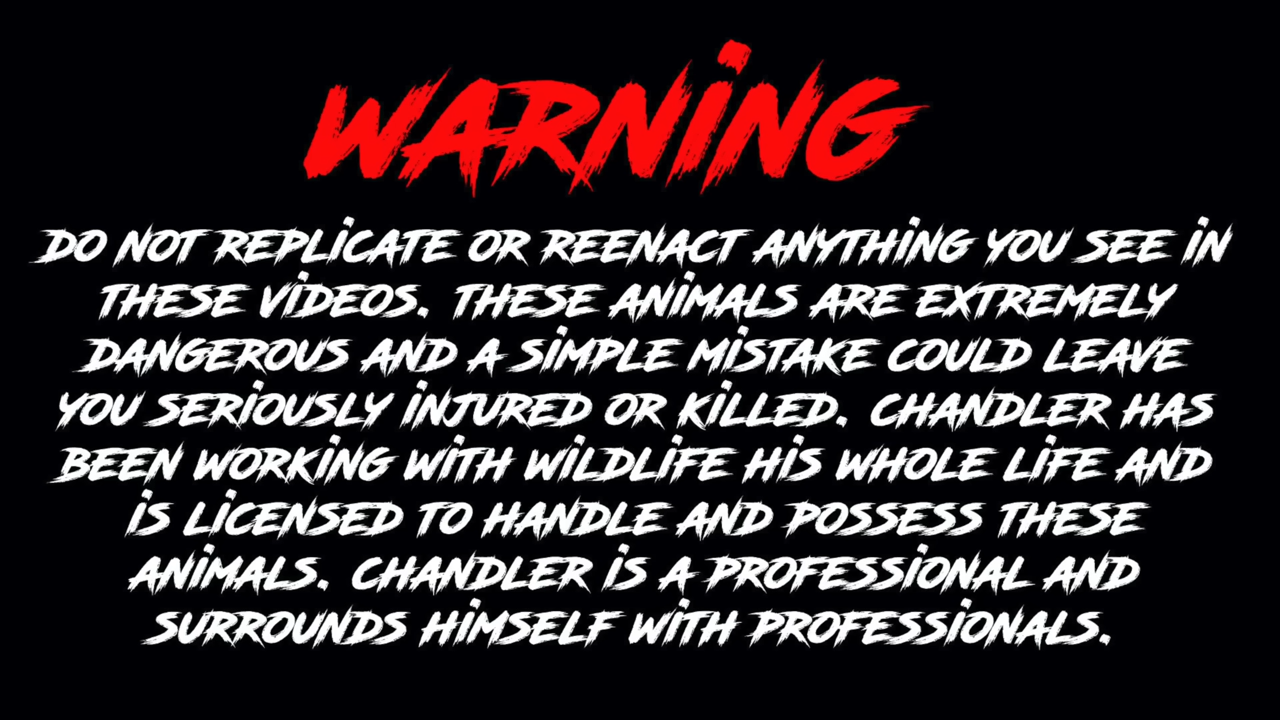 WARNING
DO NOT REPLICATE OR REENACT ANYTHING YOU SEE IN
THESE VIDEOS. THESE ANIMALS ARE EXTREMELY
DANGEROUS AND A SIMPLE MISTAKE COULD LEAVE
YOU SERIOUSLY INJURED OR KILLED. CHANDLER HAS
BEEN WORKING WITH WILDLIFE HIS WHOLE LIFE AND
IS LICENSED TO HANDLE AND POSSESS THESE
ANIMALS. CHANDLER IS A PROFESSIONAL AND
SURROUNDS HIMSELF WITH PROFESSIONALS.